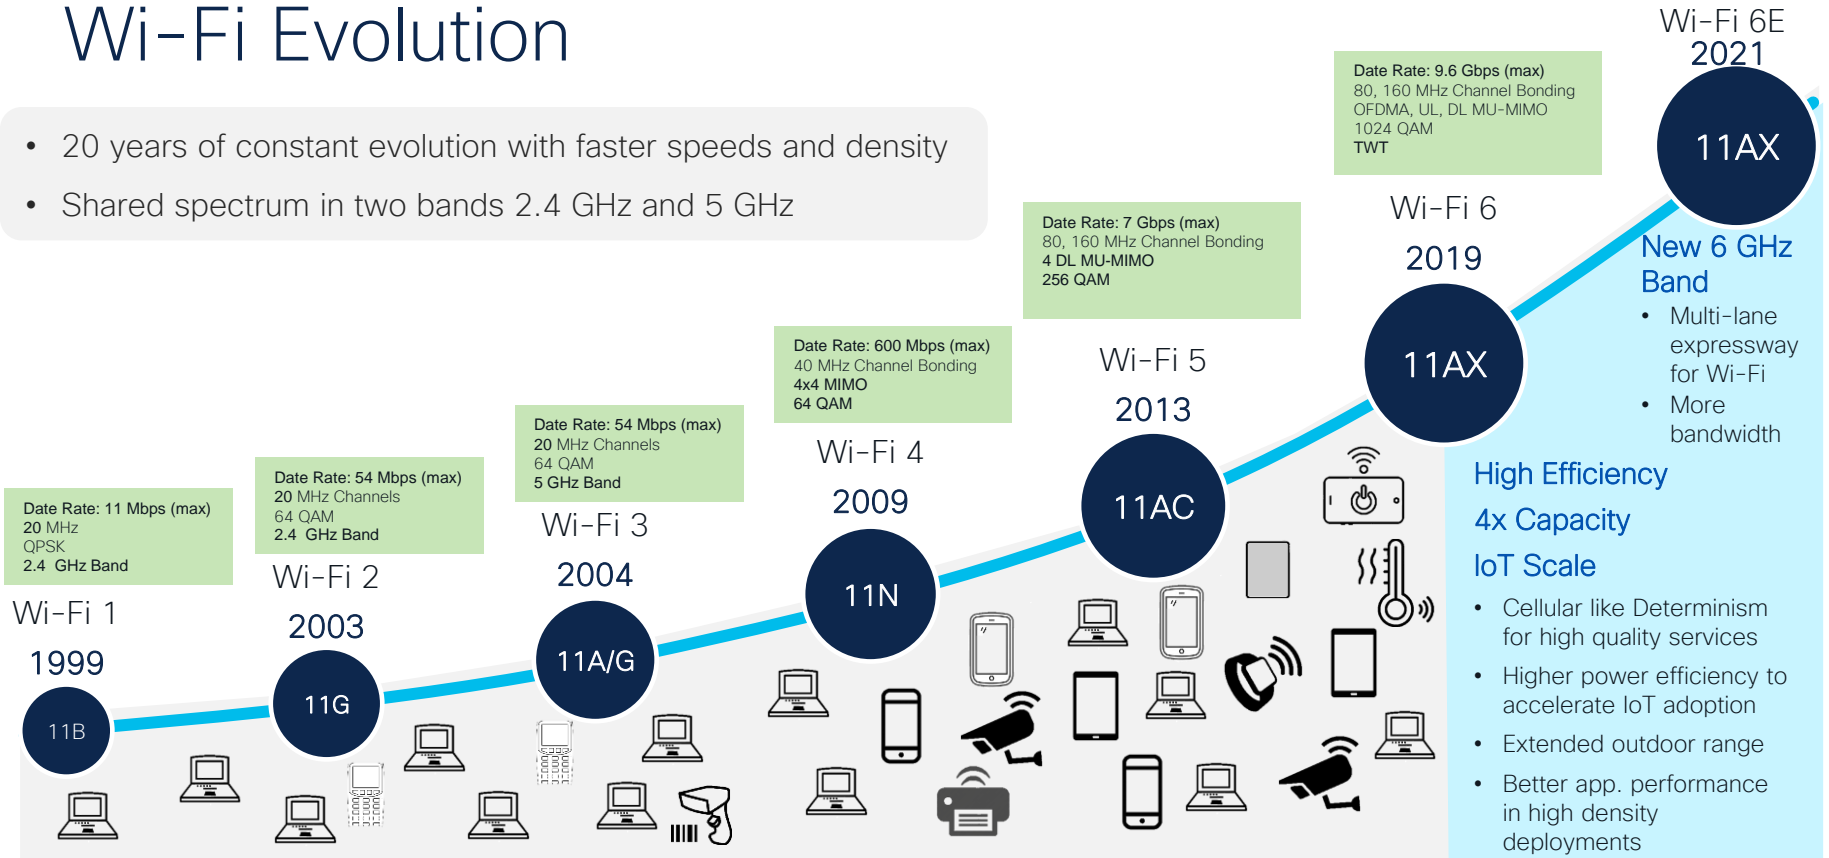 Wi-Fi Evolution
• 20 years of constant evolution with faster speeds and density
• Shared spectrum in two bands 2.4 GHz and 5 GHz
Date Rate: 11 Mbps (max)
20 MHz
QPSK
2.4 GHz Band
Wi-Fi 1
1999
11B
Date Rate: 54 Mbps (max)
20 MHz Channels
64 QAM
2.4 GHz Band
Wi-Fi 2
2003
11G
Date Rate: 54 Mbps (max)
20 MHz Channels
64 QAM
5 GHz Band
Wi-Fi 3
2004
11A/G
Date Rate: 600 Mbps (max)
40 MHz Channel Bonding
4x4 MIMO
64 QAM
Wi-Fi 4
2009
11N
Date Rate: 7 Gbps (max)
80, 160 MHz Channel Bonding
4 DL MU-MIMO
256 QAM
Wi-Fi 5
2013
11AC
Date Rate: 9.6 Gbps (max)
80, 160 MHz Channel Bonding
OFDMA, UL, DL MU-MIMO
1024 QAM
TWT
Wi-Fi 6
2019
11AX
Wi-Fi 6E
2021
11AX
New 6 GHz
Band
• Multi-lane
expressway
for Wi-Fi
• More
bandwidth
High Efficiency
4x Capacity
IoT Scale
• Cellular like Determinism
for high quality services
• Higher power efficiency to
accelerate IoT adoption
• Extended outdoor range
• Better app. performance
in high density
deployments